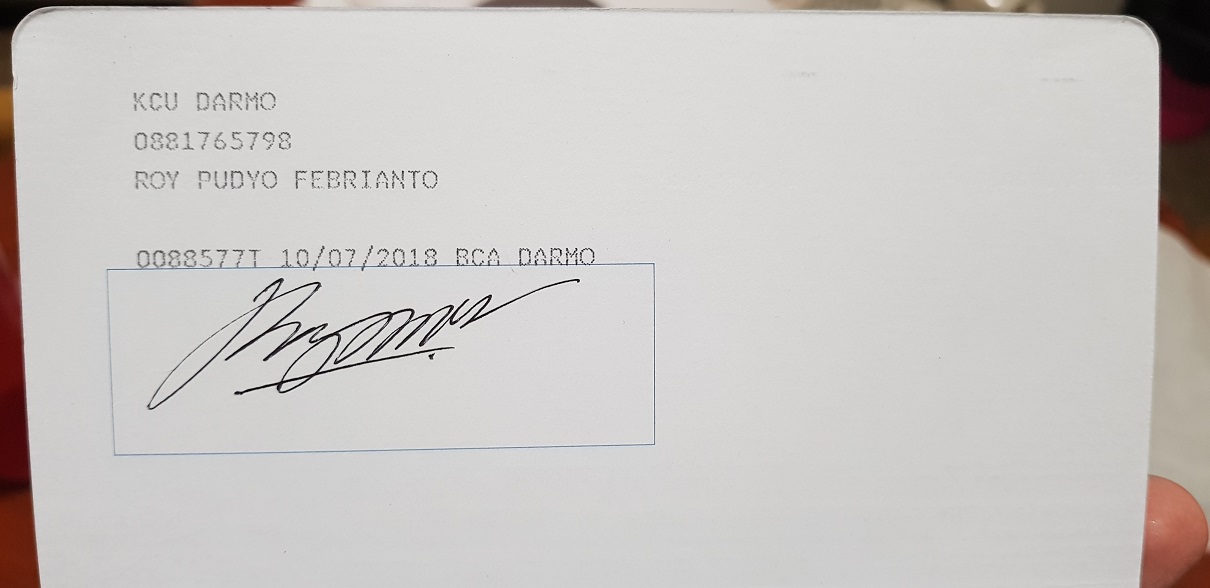 KCU DARMO
0881765798
ROY PUDYO FEBRIANTO
0088577T 10/07/2018 BCA DARMO